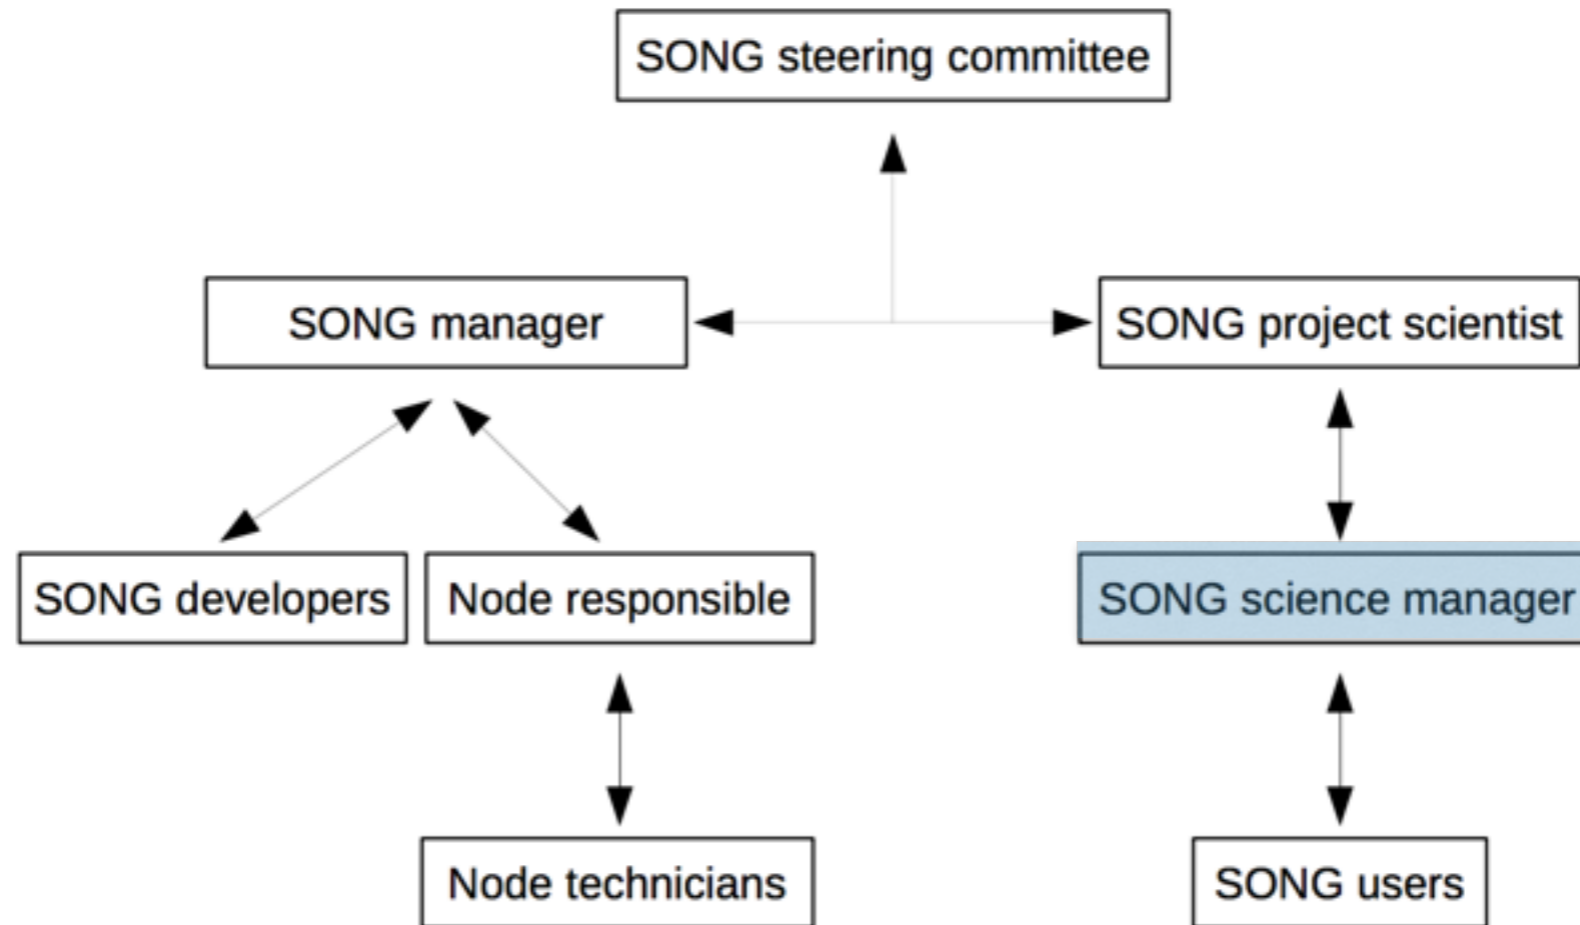 SONG steering committee
SONG manager
SONG project scientist
SONG developers
Node responsible
SONG science manager
Node technicians
SONG users